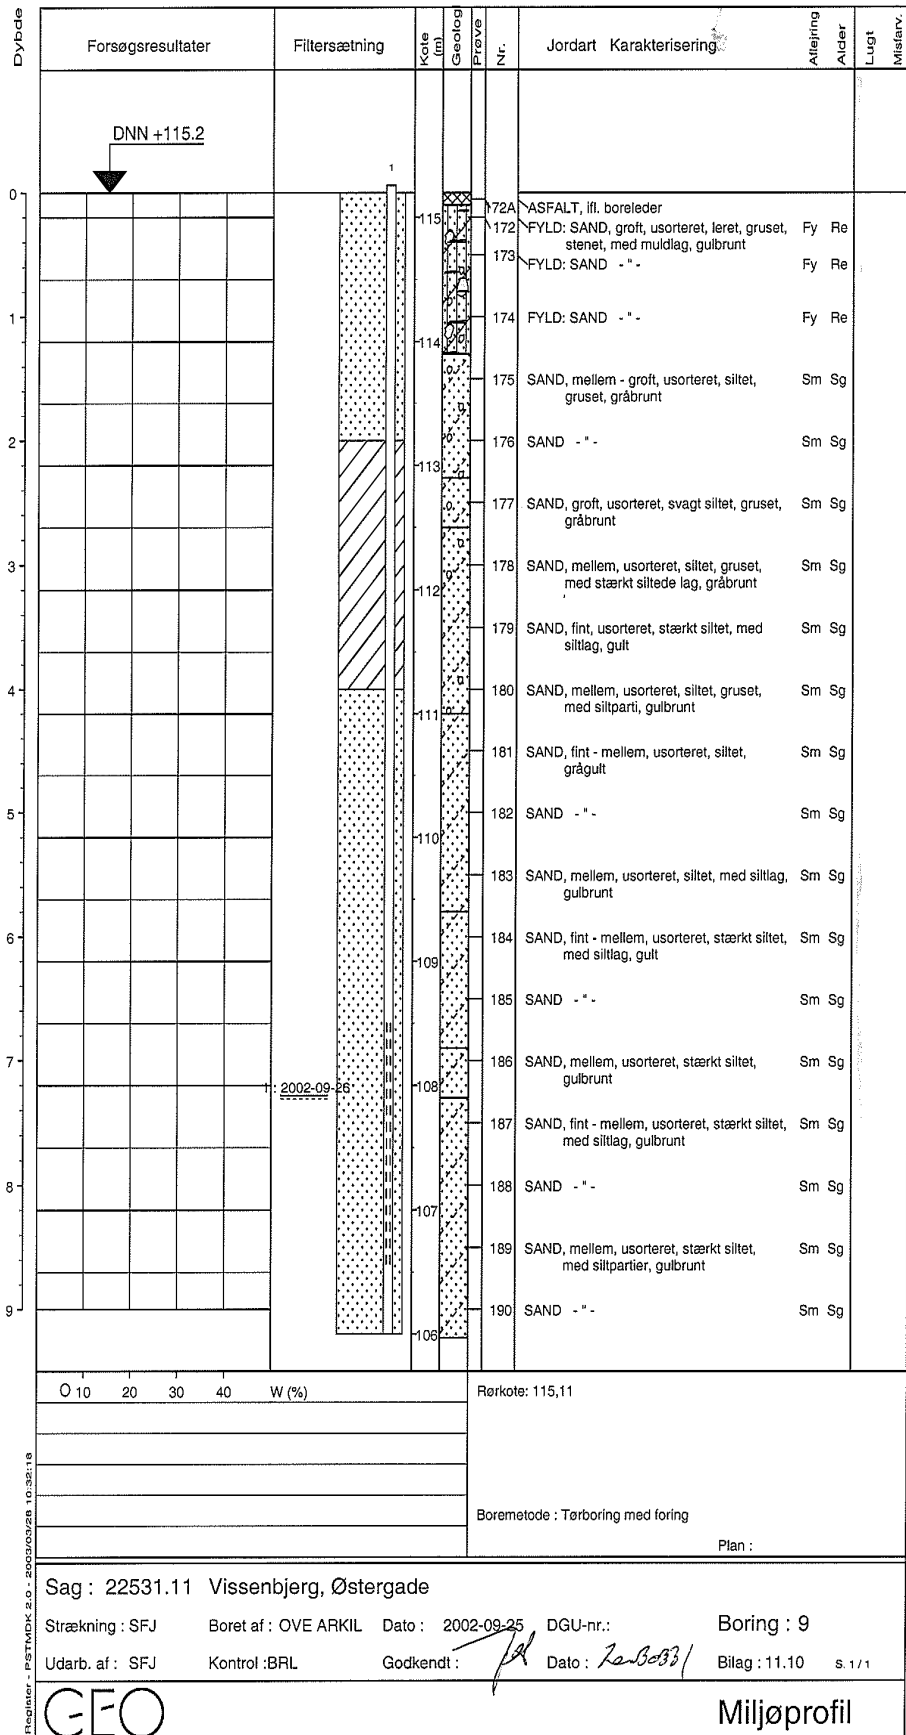 Dybde
Forsøgsresultater
Filtersætning
Kote (m)
Geologi
Prøve
Nr.
Jordart Karakterisering
Aflejring
Alder
Lugt
Misfarv.
DNN +115.2
1
0
1
2
3
4
5
6
7
8
9
115
114
113
112
111
110
109
108
107
106
1 : 2002-09-26
172A ASFALT, ifl. boreleder
172 FYLD: SAND, groft, usorteret, leret, gruset, Fy Re
stenet, med muldlag, gulbrunt
173 FYLD: SAND - " - Fy Re
174 FYLD: SAND - " - Fy Re
175 SAND, mellem - groft, usorteret, siltet, Sm Sg
gruset, gråbrunt
176 SAND - " - Sm Sg
177 SAND, groft, usorteret, svagt siltet, gruset, Sm Sg
gråbrunt
178 SAND, mellem, usorteret, siltet, gruset, Sm Sg
med stærkt siltede lag, gråbrunt
179 SAND, fint, usorteret, stærkt siltet, med Sm Sg
siltlag, gult
180 SAND, mellem, usorteret, siltet, gruset, Sm Sg
med siltparti, gulbrunt
181 SAND, fint - mellem, usorteret, siltet, Sm Sg
grågult
182 SAND - " - Sm Sg
183 SAND, mellem, usorteret, siltet, med siltlag, Sm Sg
gulbrunt
184 SAND, fint - mellem, usorteret, stærkt siltet, Sm Sg
med siltlag, gult
185 SAND - " - Sm Sg
186 SAND, mellem, usorteret, stærkt siltet, Sm Sg
gulbrunt
187 SAND, fint - mellem, usorteret, stærkt siltet, Sm Sg
med siltlag, gulbrunt
188 SAND - " - Sm Sg
189 SAND, mellem, usorteret, stærkt siltet, Sm Sg
med siltpartier, gulbrunt
190 SAND - " - Sm Sg
O 10 20 30 40 W (%)
Rørkote: 115,11
Boremetode : Tørboring med foring
Plan :
Register - PSTMDK 2.0 - 2003/03/28 10:32:18
Sag : 22531.11 Vissenbjerg, Østergade
Strækning : SFJ Boret af : OVE ARKIL Dato : 2002-09-25 DGU-nr.: Boring : 9
Udarb. af : SFJ Kontrol :BRL Godkendt : Dato : Bilag : 11.10 S. 1/1
GEO
Miljøprofil